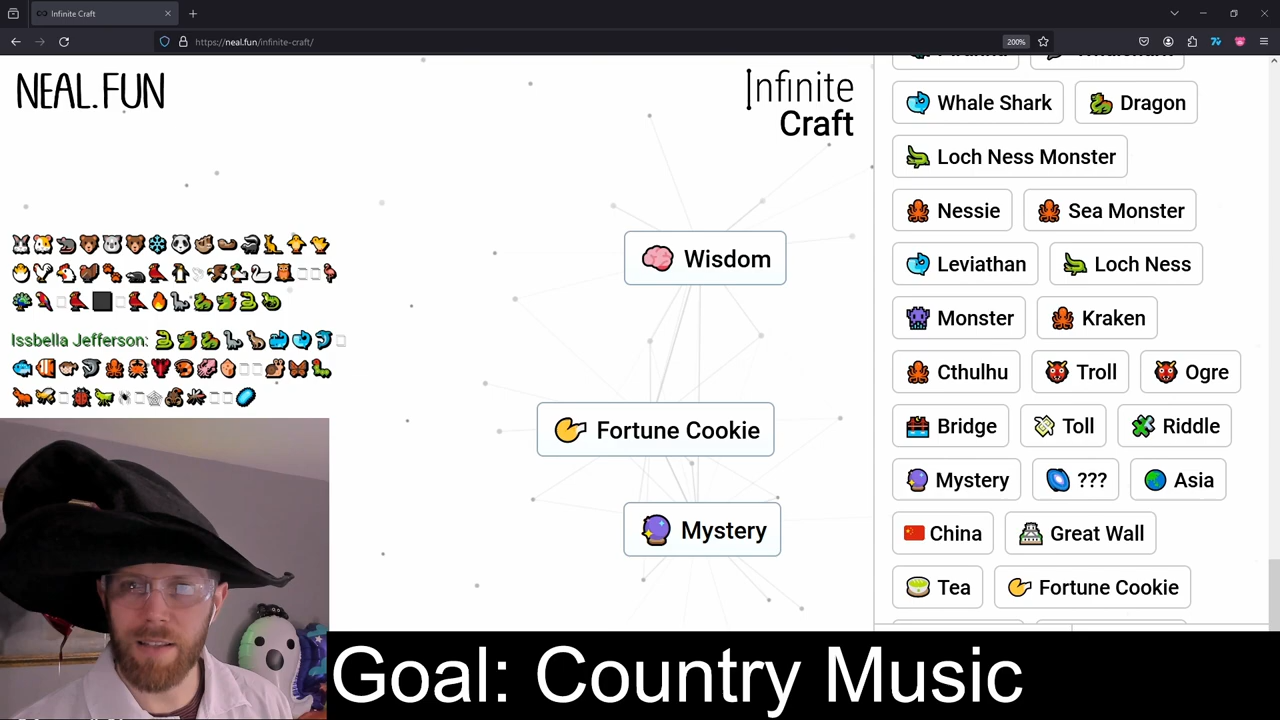 Infinite Craft
https://neal.fun/infinite-craft/
200%
NEAL.FUN
Infinite
Craft
Issbella Jefferson:
Wisdom
Fortune Cookie
Mystery
Whale Shark
Dragon
Loch Ness Monster
Nessie
Sea Monster
Leviathan
Loch Ness
Monster
Kraken
Cthulhu
Troll
Ogre
Bridge
Toll
Riddle
Mystery
???
Asia
China
Great Wall
Tea
Fortune Cookie
Goal: Country Music